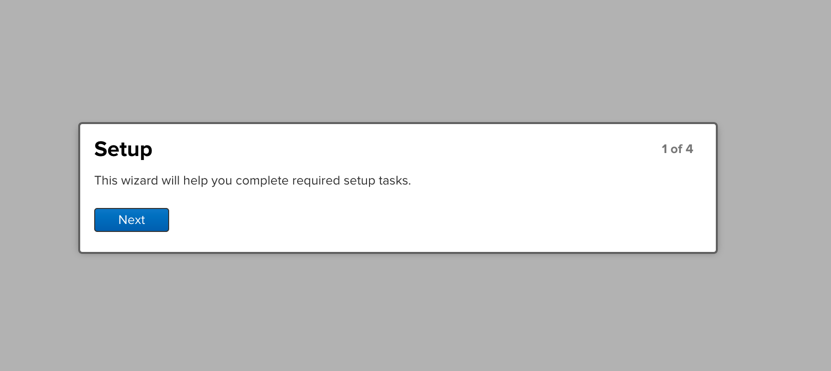 Setup
1 of 4
This wizard will help you complete required setup tasks.
Next